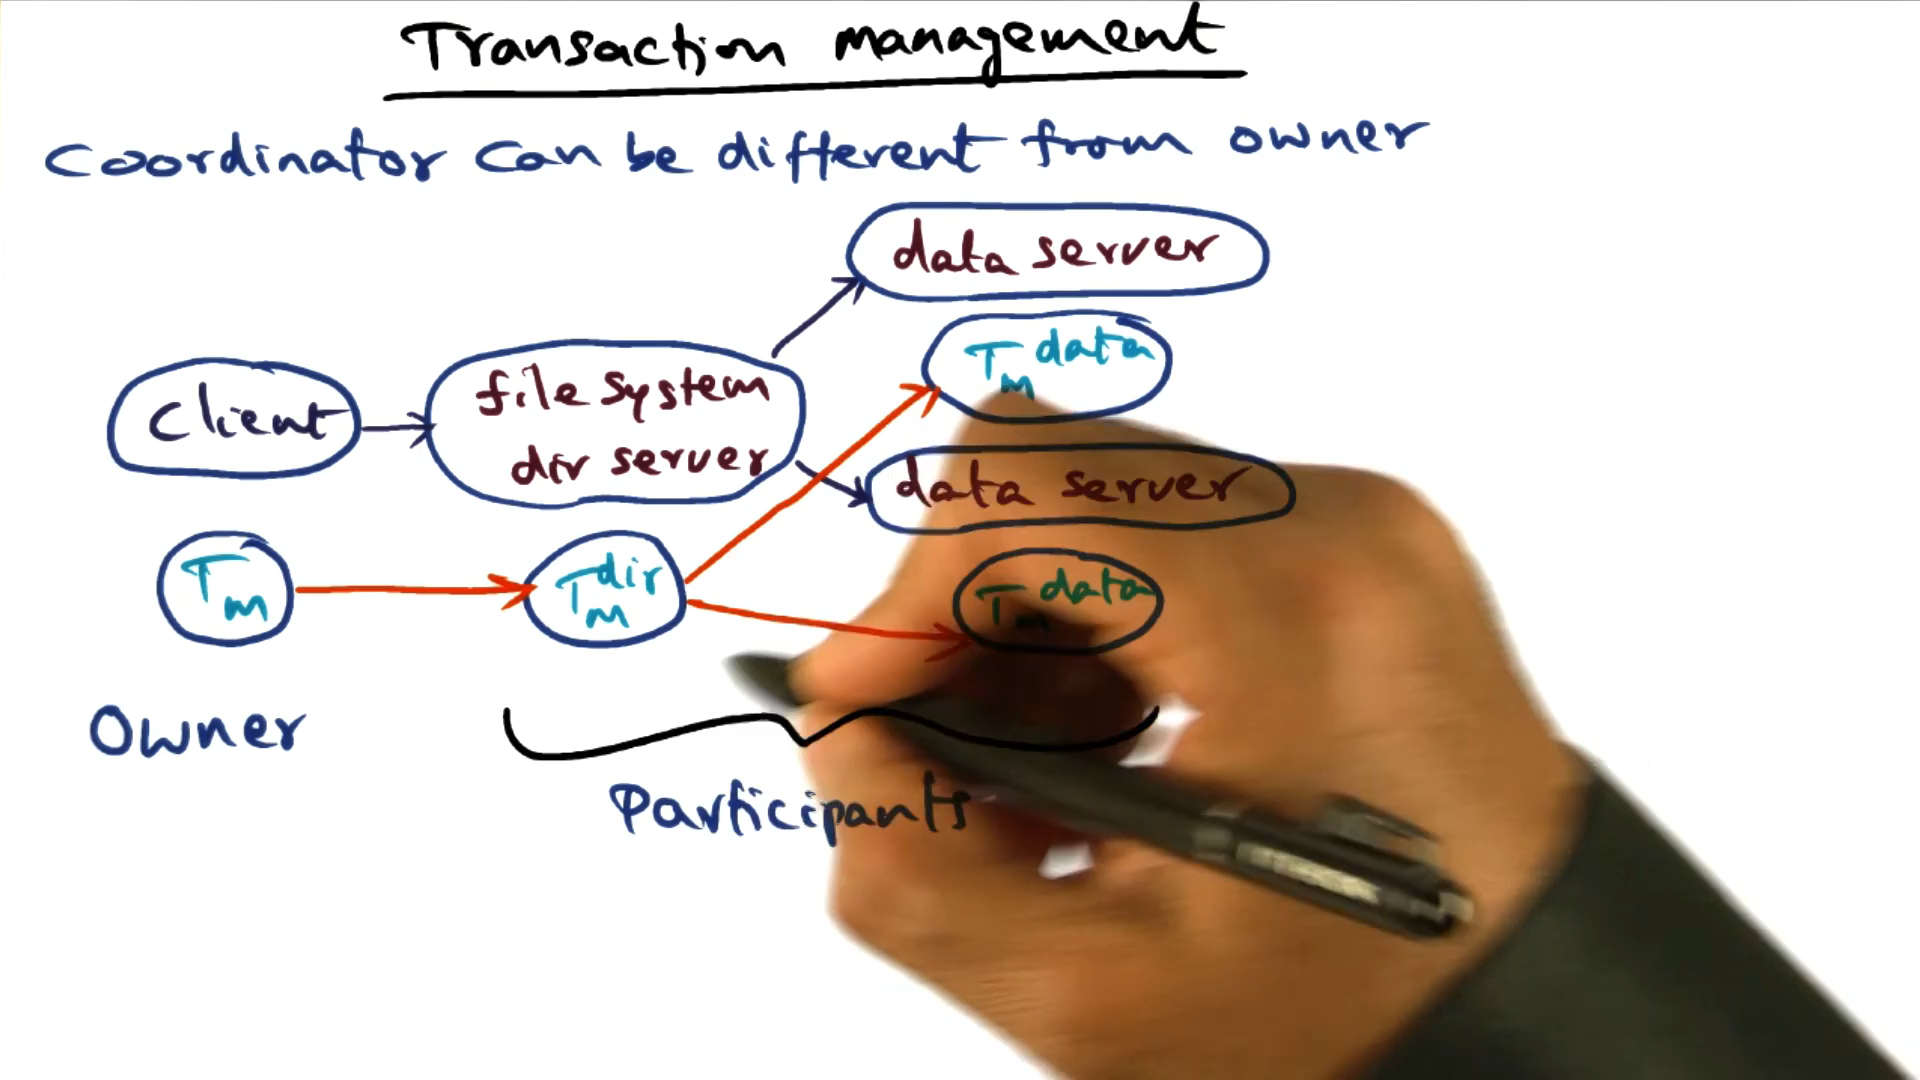 Transaction management
Coordinator can be different from owner
data server
Tm data
client
file system
dir server
data server
Tm
Tm dir
Tm data
Owner
Participants